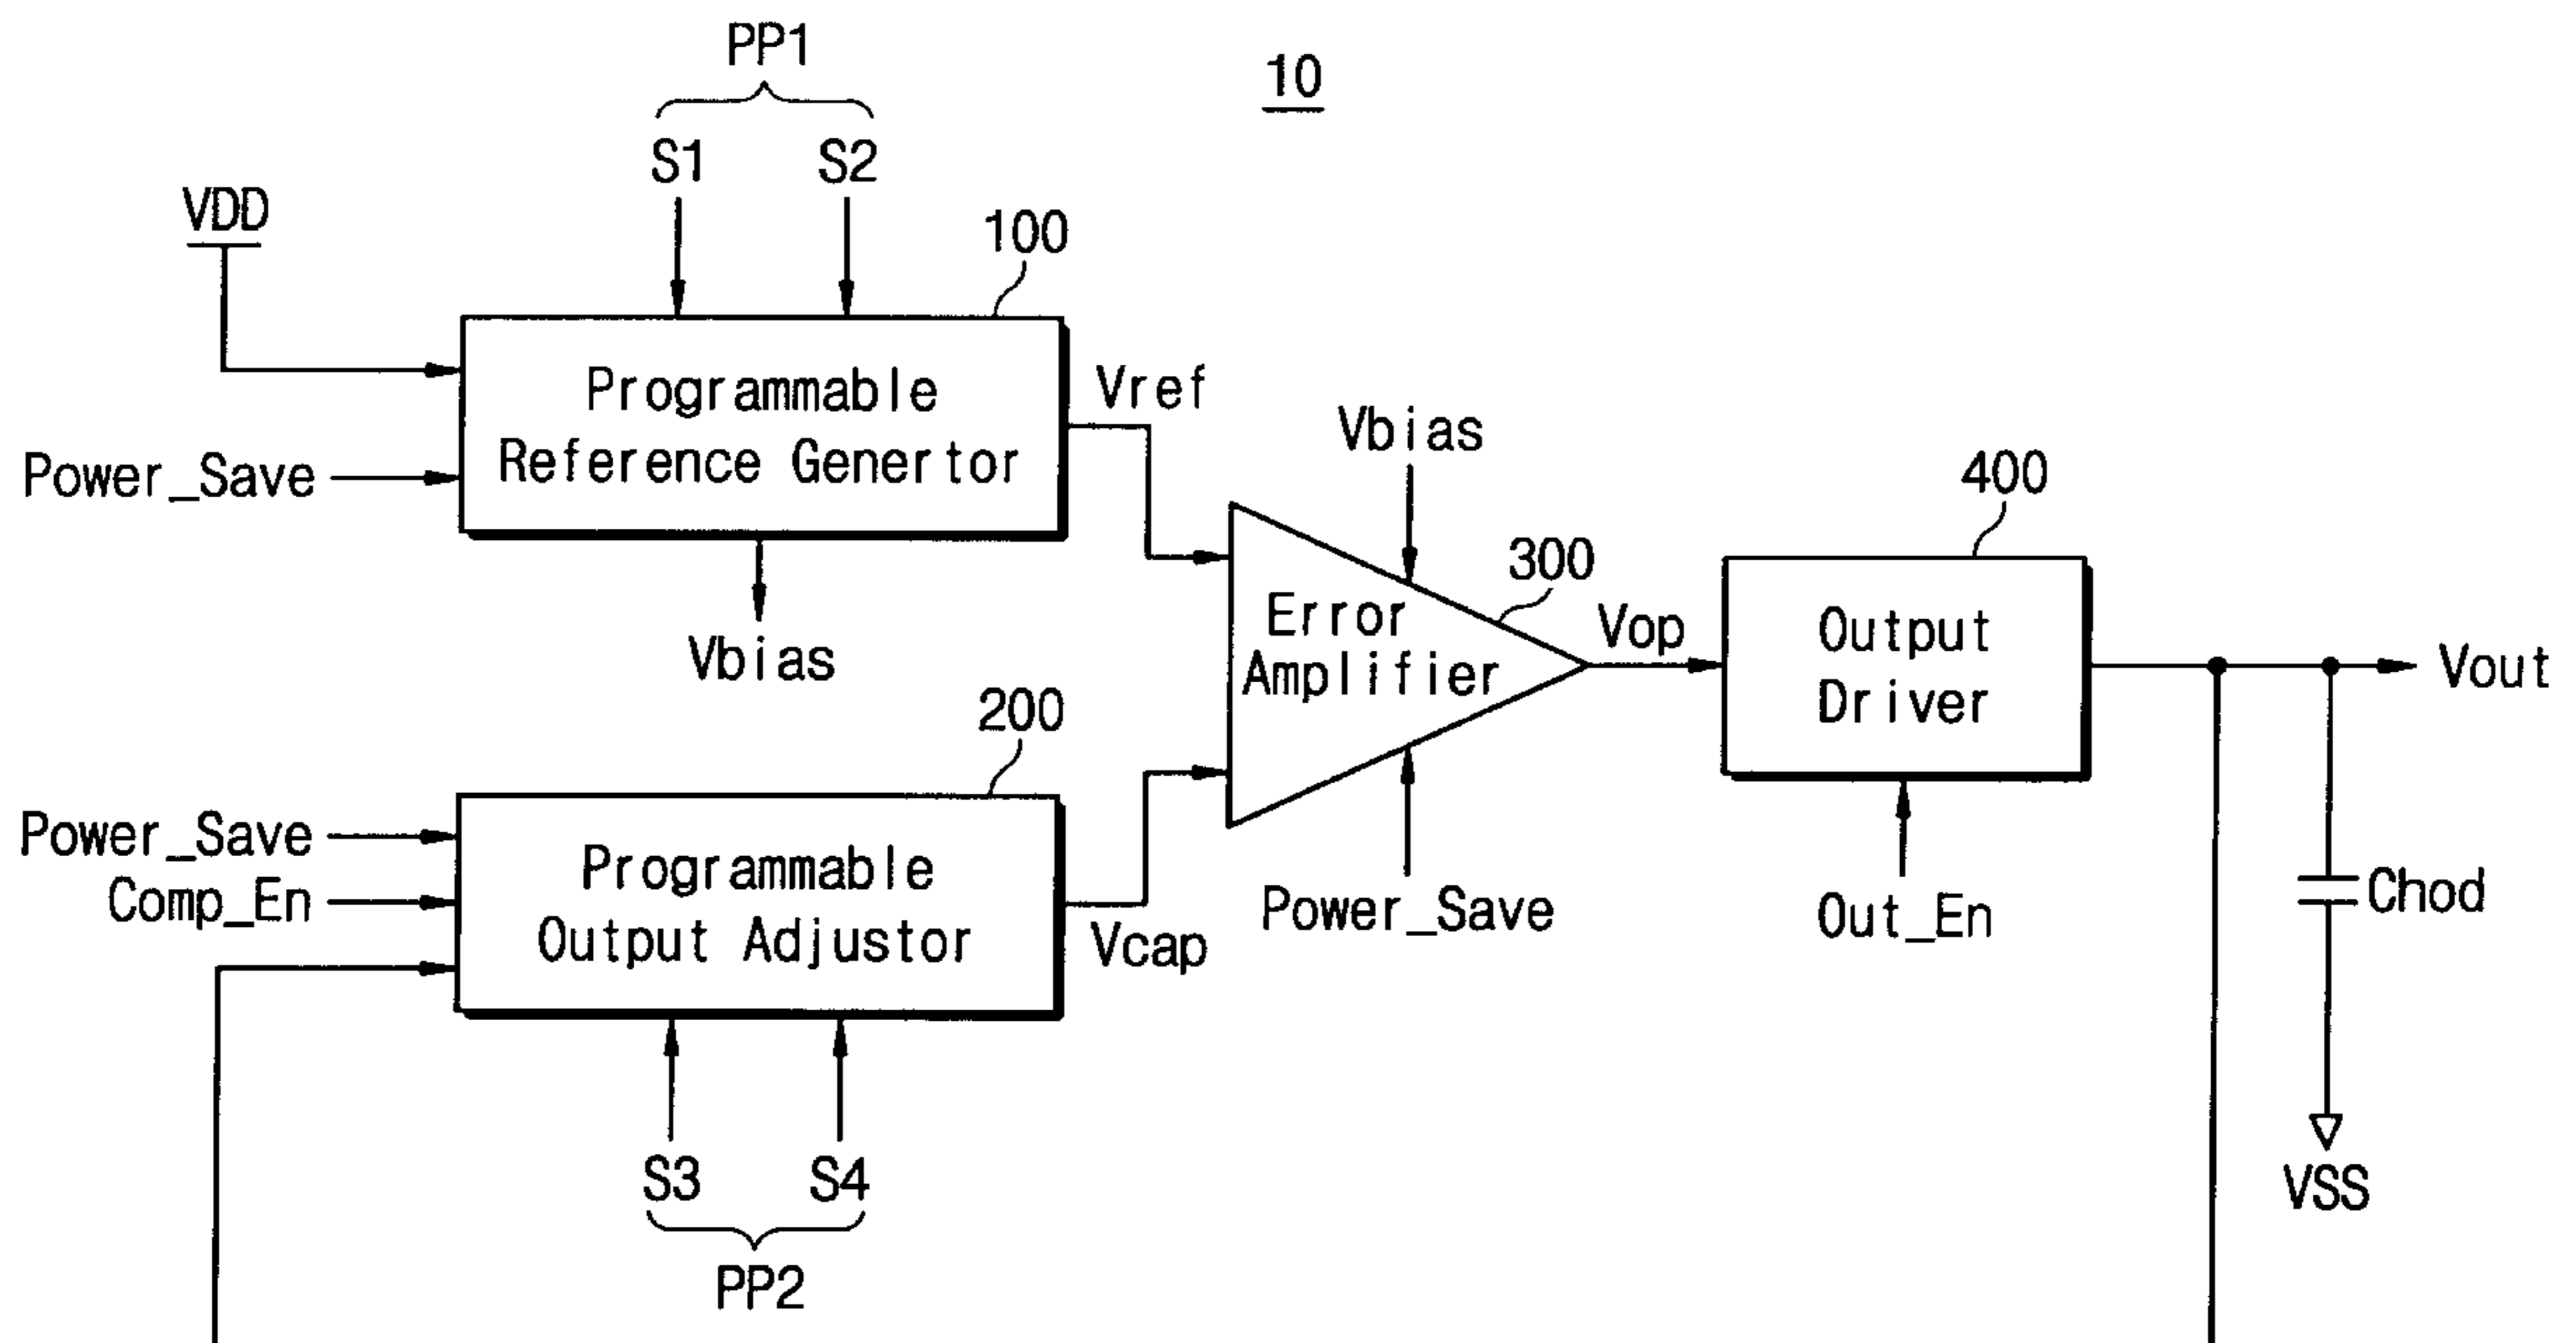 PP1
10
S1 S2
VDD
100
Programmable
Reference Genertor
Power_Save
Vref
Vbias
Vbias
300
Error
Amplifier
Vop
400
Output
Driver
Vout
200
Power_Save
Comp_En
Programmable
Output Adjustor
Vcap
Power_Save
Out_En
Chod
S3 S4
PP2
VSS